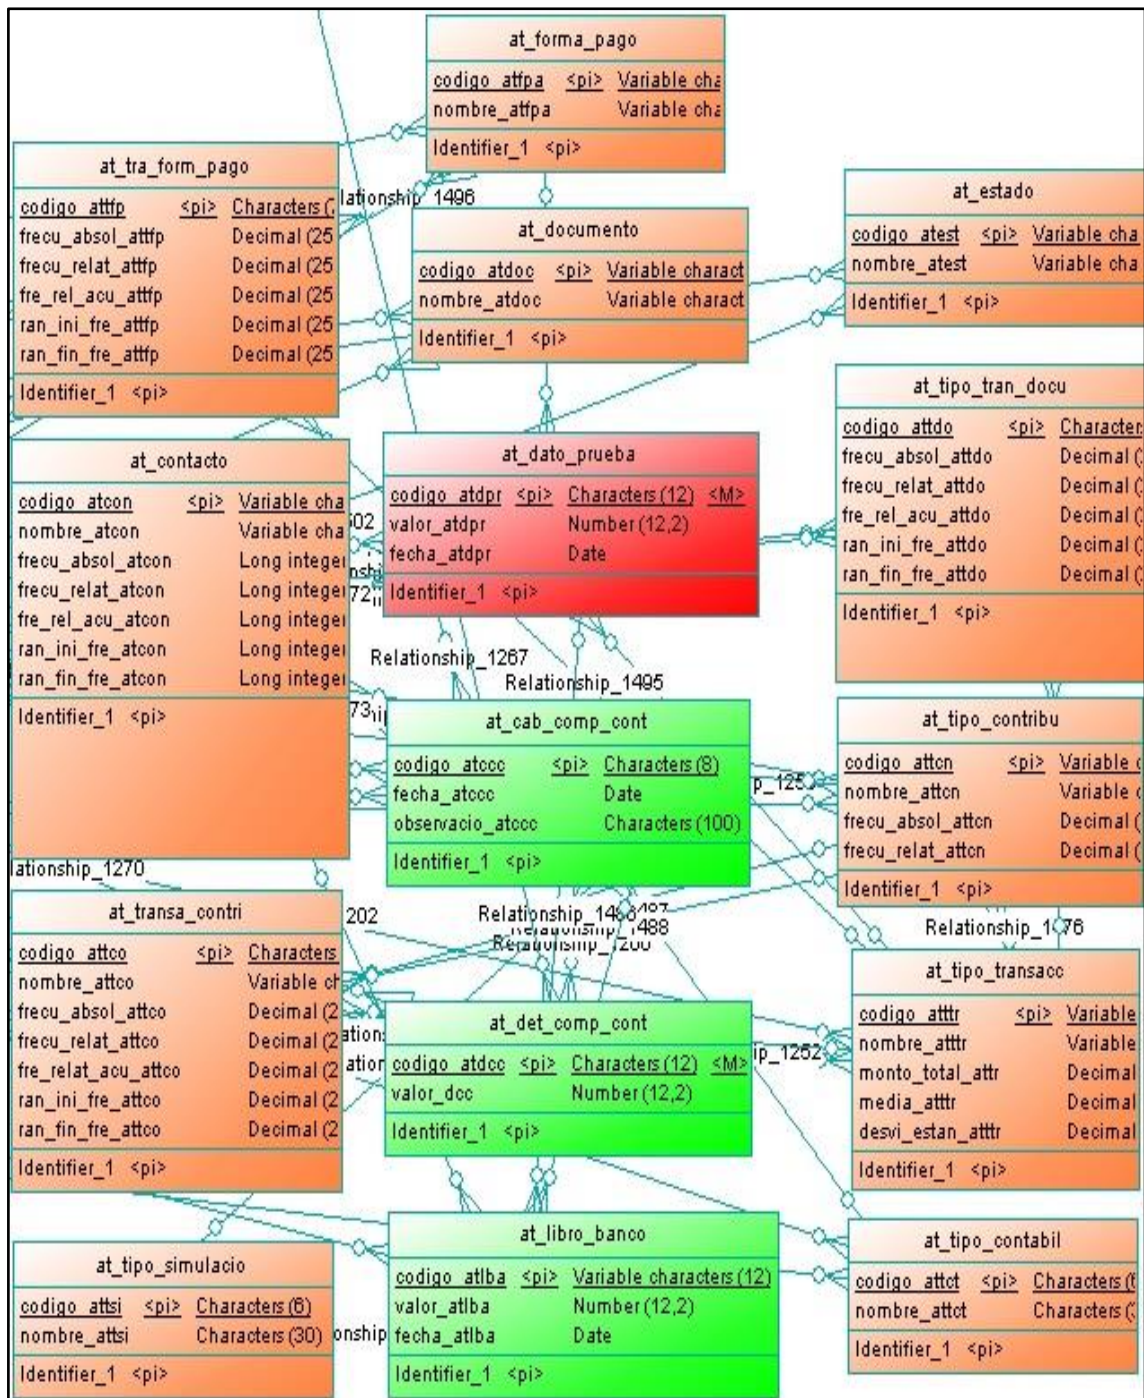 at_forma_pago
codigo_atfpa <pi> Variable cha
nombre_atfpa Variable cha
Identifier_1 <pi>
at_tra_form_pago
codigo_attfp <pi> Characters (
frecu_absol_attfp Decimal (25
frecu_relat_attfp Decimal (25
fre_rel_acu_attfp Decimal (25
ran_ini_fre_attfp Decimal (25
ran_fin_fre_attfp Decimal (25
Identifier_1 <pi>
lationship_1496
at_documento
codigo_atdoc <pi> Variable charact
nombre_atdoc Variable charact
Identifier_1 <pi>
at_estado
codigo_atest <pi> Variable cha
nombre_atest Variable cha
Identifier_1 <pi>
at_tipo_tran_docu
codigo_attdo <pi> Character
frecu_absol_attdo Decimal (
frecu_relat_attdo Decimal (
fre_rel_acu_attdo Decimal (
ran_ini_fre_attdo Decimal (
ran_fin_fre_attdo Decimal (
Identifier_1 <pi>
at_contacto
codigo_atcon <pi> Variable cha
nombre_atcon Variable cha
frecu_absol_atcon Long integer
frecu_relat_atcon Long integer
fre_rel_acu_atcon Long integer
ran_ini_fre_atcon Long integer
ran_fin_fre_atcon Long integer
Identifier_1 <pi>
at_dato_prueba
codigo_atdpr <pi> Characters (12) <M>
valor_atdpr Number (12,2)
fecha_atdpr Date
Identifier_1 <pi>
602
72
Relationship_1267
Relationship_1495
73
at_cab_comp_cont
codigo_atccc <pi> Characters (8)
fecha_atccc Date
observacio_atccc Characters (100)
Identifier_1 <pi>
at_tipo_contribu
codigo_attcn <pi> Variable c
nombre_attcn Variable c
frecu_absol_attcn Decimal (
frecu_relat_attcn Decimal (
Identifier_1 <pi>
lationship_1270
at_transa_contri
codigo_attco <pi> Characters
nombre_attco Variable ch
frecu_absol_attco Decimal (2
frecu_relat_attco Decimal (2
fre_relat_acu_attco Decimal (2
ran_ini_fre_attco Decimal (2
ran_fin_fre_attco Decimal (2
Identifier_1 <pi>
202
at_det_comp_cont
codigo_atdcc <pi> Characters (12) <M>
valor_dcc Number (12,2)
Identifier_1 <pi>
ip_1252
at_tipo_transacc
codigo_atttr <pi> Variable
nombre_atttr Variable
monto_total_attr Decimal
media_atttr Decimal
desvi_estan_atttr Decimal
Identifier_1 <pi>
at_tipo_simulacio
codigo_attsi <pi> Characters (6)
nombre_attsi Characters (30)
Identifier_1 <pi>
onship
at_libro_banco
codigo_atlba <pi> Variable characters (12)
valor_atlba Number (12,2)
fecha_atlba Date
Identifier_1 <pi>
at_tipo_contabil
codigo_attct <pi> Characters (
nombre_attct Characters (
Identifier_1 <pi>